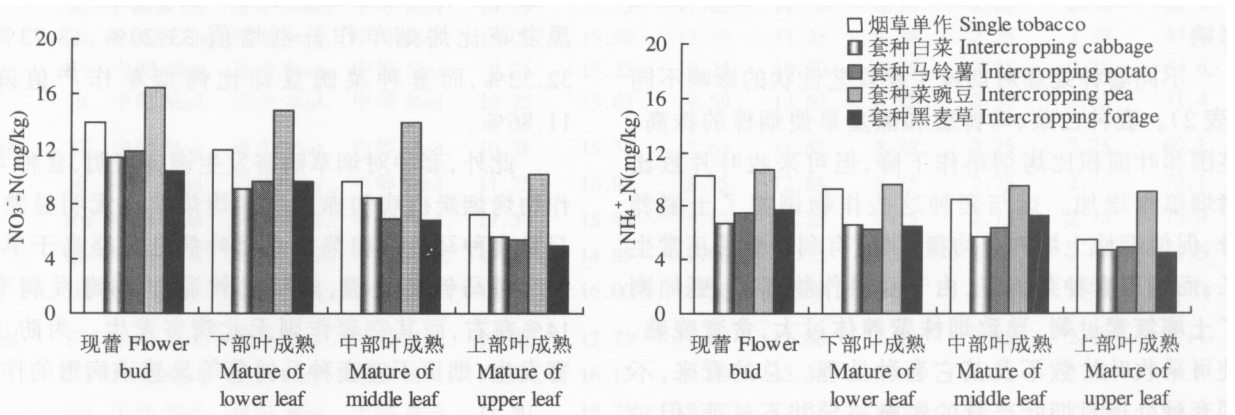 NO₃-N(mg/kg)
20
16
12
8
4
0
现蕾 Flower bud
下部叶成熟 Mature of lower leaf
中部叶成熟 Mature of middle leaf
上部叶成熟 Mature of upper leaf
NH₄-N(mg/kg)
20
16
12
8
4
0
现蕾 Flower bud
下部叶成熟 Mature of lower leaf
中部叶成熟 Mature of middle leaf
上部叶成熟 Mature of upper leaf
烟草单作 Single tobacco
套种白菜 Intercropping cabbage
套种马铃薯 Intercropping potato
套种菜豌豆 Intercropping pea
套种黑麦草 Intercropping forage